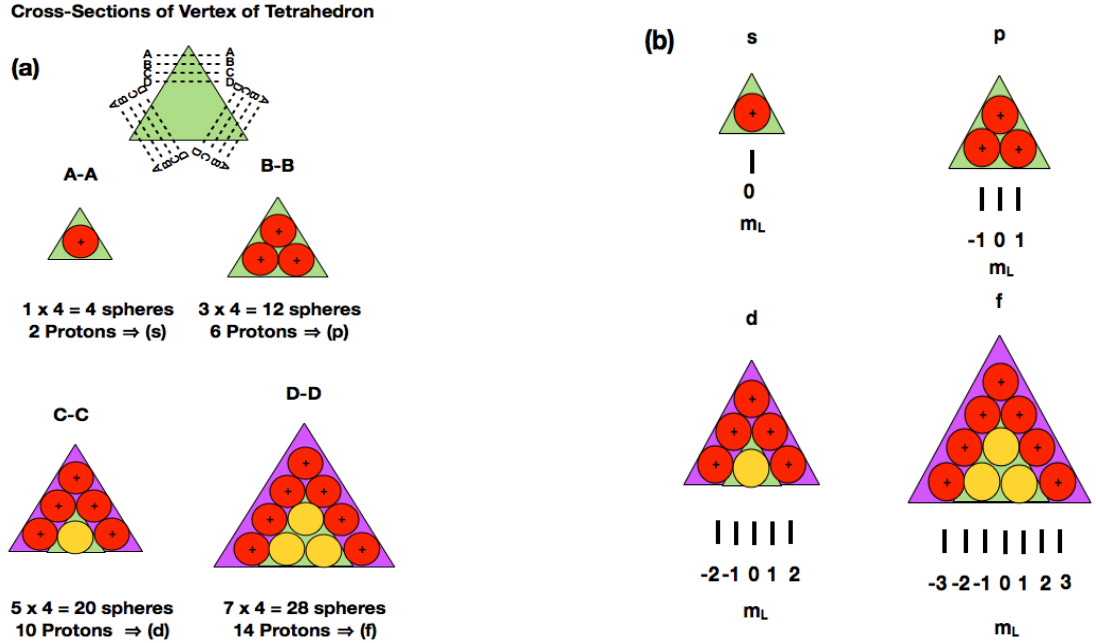 Cross-Sections of Vertex of Tetrahedron
(a)
A A
B B
C C
D D
A B C D
D C B A
A B C D
D C B A
A-A
+
B-B
+
+ +
1 x 4 = 4 spheres
2 Protons ⇒ (s)
3 x 4 = 12 spheres
6 Protons ⇒ (p)
C-C
+
+ +
+ +
D-D
+
+ +
+ +
+ +
5 x 4 = 20 spheres
10 Protons ⇒ (d)
7 x 4 = 28 spheres
14 Protons ⇒ (f)
(b)
s
+
0
mL
p
+
+ +
-1 0 1
mL
d
+
+ +
+ +
-2 -1 0 1 2
mL
f
+
+ +
+ +
+ +
-3 -2 -1 0 1 2 3
mL